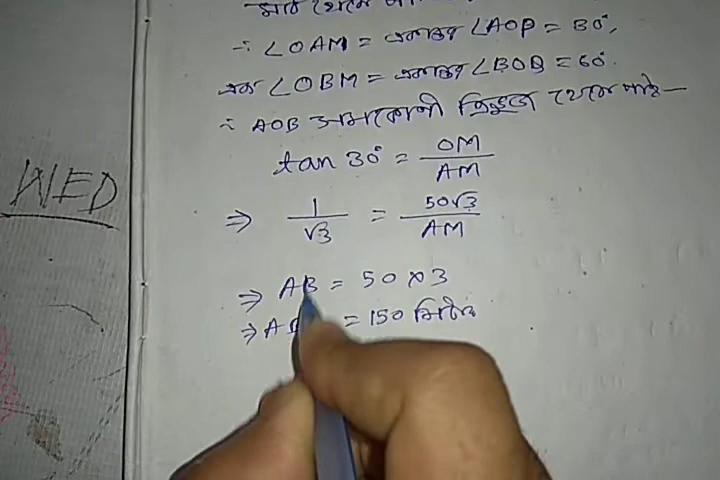 ∴ ∠OAM = একান্তর ∠AOP = 30°,
এবং ∠OBM = একান্তর ∠BOQ = 60°.
∴ AOB সমকোণী ত্রিভুজ থেকে পাই—
tan 30° = OM/AM
⇒ 1/√3 = 50√3/AM
⇒ AB = 50 × 3
⇒ A = 150 মিটার
WED